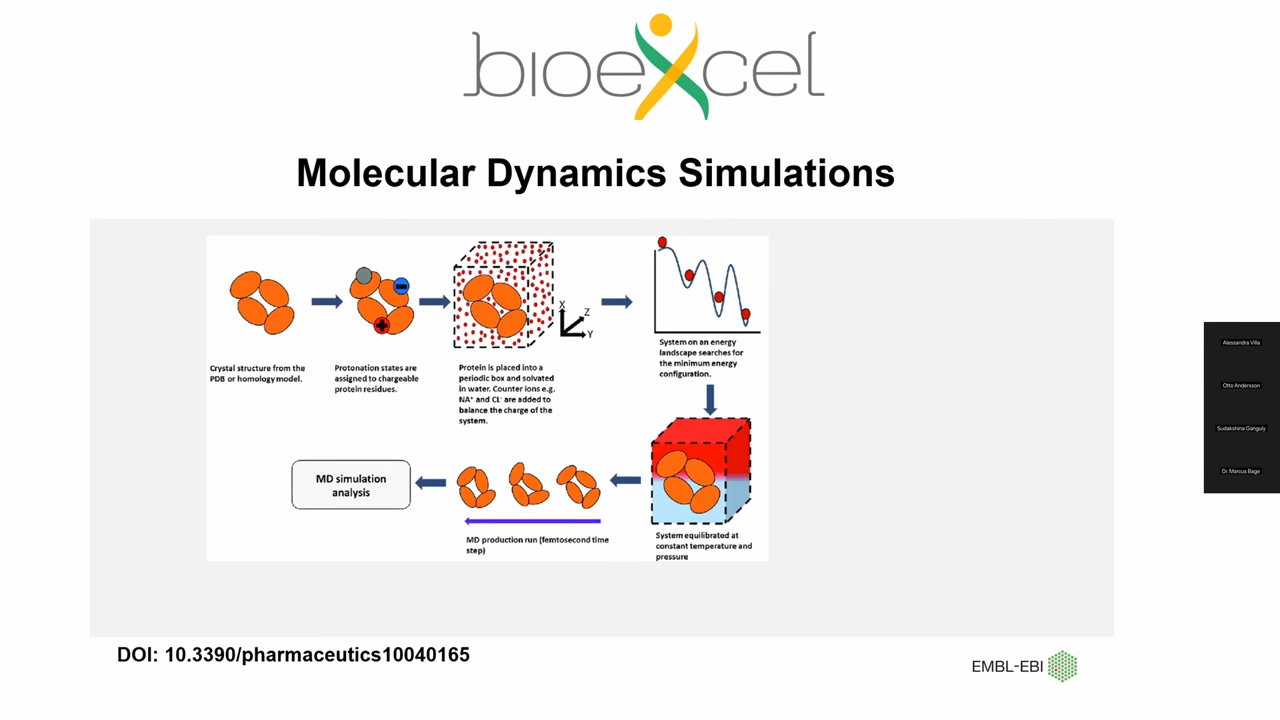 bioexcel
Molecular Dynamics Simulations
Crystal structure from the
PDB or homology model.
Protonation states are
assigned to chargeable
protein residues.
Protein is placed into a
periodic box and solvated
in water. Counter ions e.g.
NA⁺ and CL⁻ are added to
balance the charge of the
system.
X
Z
Y
System on an energy
landscape searches for
the minimum energy
configuration.
System equilibrated at
constant temperature and
pressure
MD production run (femtosecond time
step)
MD simulation
analysis
DOI: 10.3390/pharmaceutics10040165
EMBL-EBI
Alessandra Villa
Otto Andersson
Sudakshina Ganguly
Dr. Marcus Bage